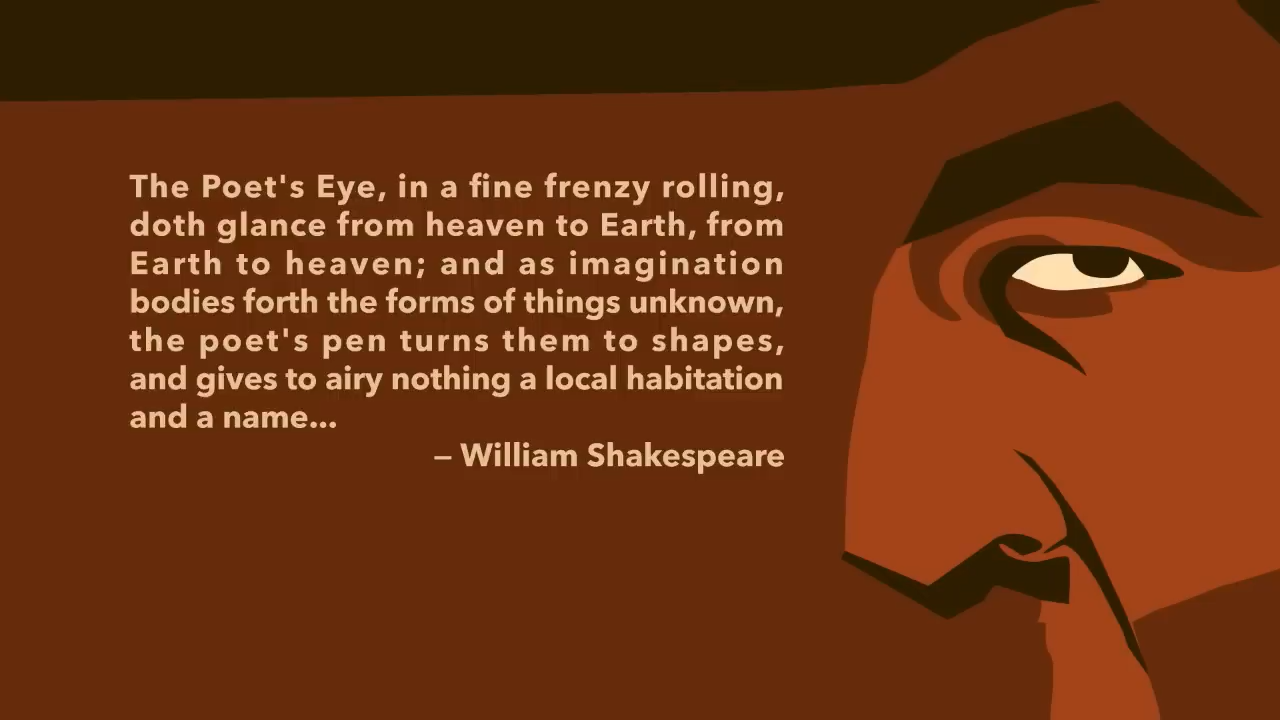 The Poet's Eye, in a fine frenzy rolling,
doth glance from heaven to Earth, from
Earth to heaven; and as imagination
bodies forth the forms of things unknown,
the poet's pen turns them to shapes,
and gives to airy nothing a local habitation
and a name...
– William Shakespeare